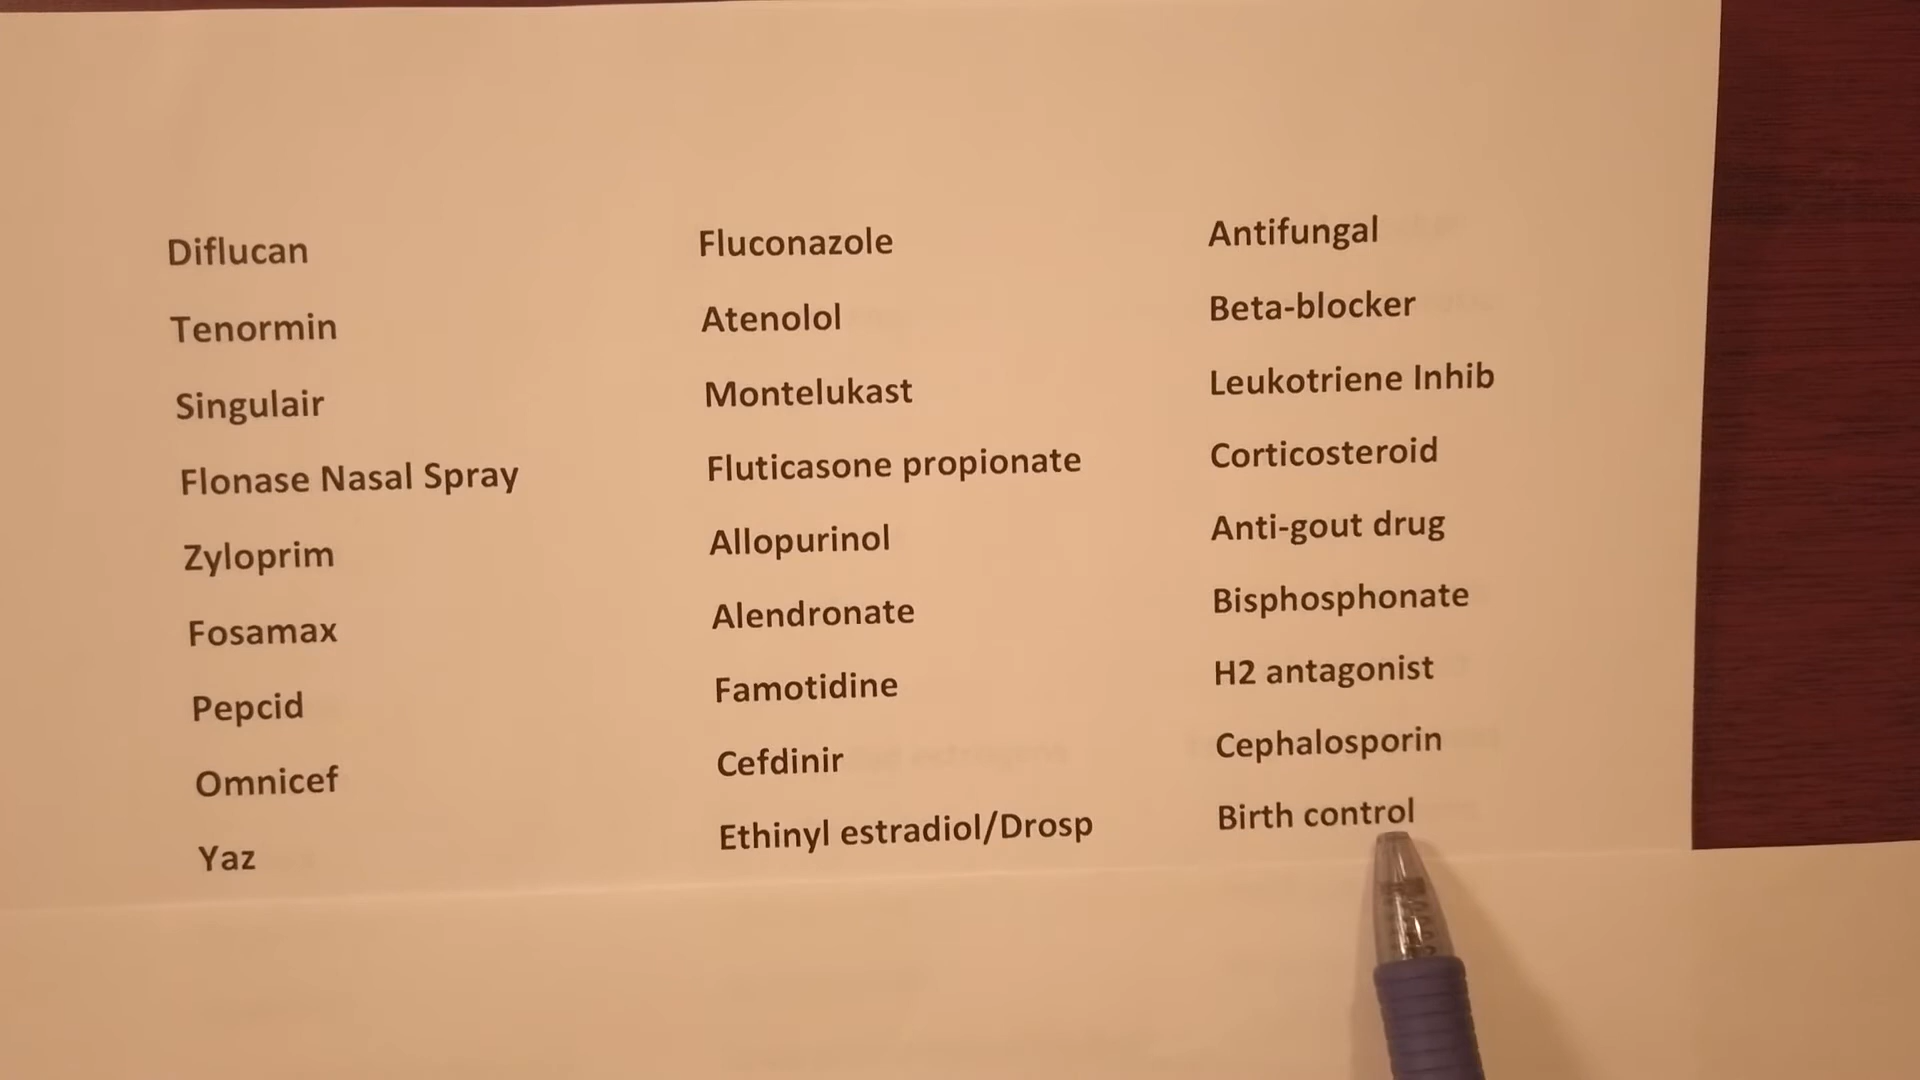 Diflucan Fluconazole Antifungal
Tenormin Atenolol Beta-blocker
Singulair Montelukast Leukotriene Inhib
Flonase Nasal Spray Fluticasone propionate Corticosteroid
Zyloprim Allopurinol Anti-gout drug
Fosamax Alendronate Bisphosphonate
Pepcid Famotidine H2 antagonist
Omnicef Cefdinir Cephalosporin
Yaz Ethinyl estradiol/Drosp Birth control